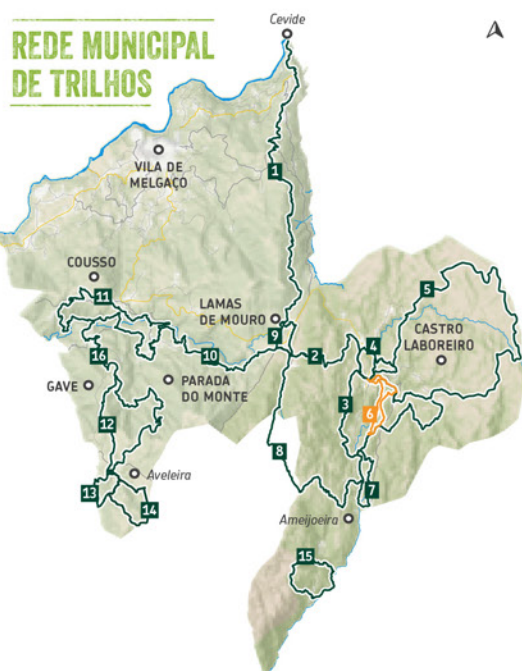 REDE MUNICIPAL
DE TRILHOS
Cevide
VILA DE
MELGAÇO
1
COUSSO
11
LAMAS
DE MOURO
9
5
CASTRO
LABOREIRO
4
2
10
16
GAVE
PARADA
DO MONTE
3
6
12
8
Aveleira
13
14
7
Ameijoeira
15